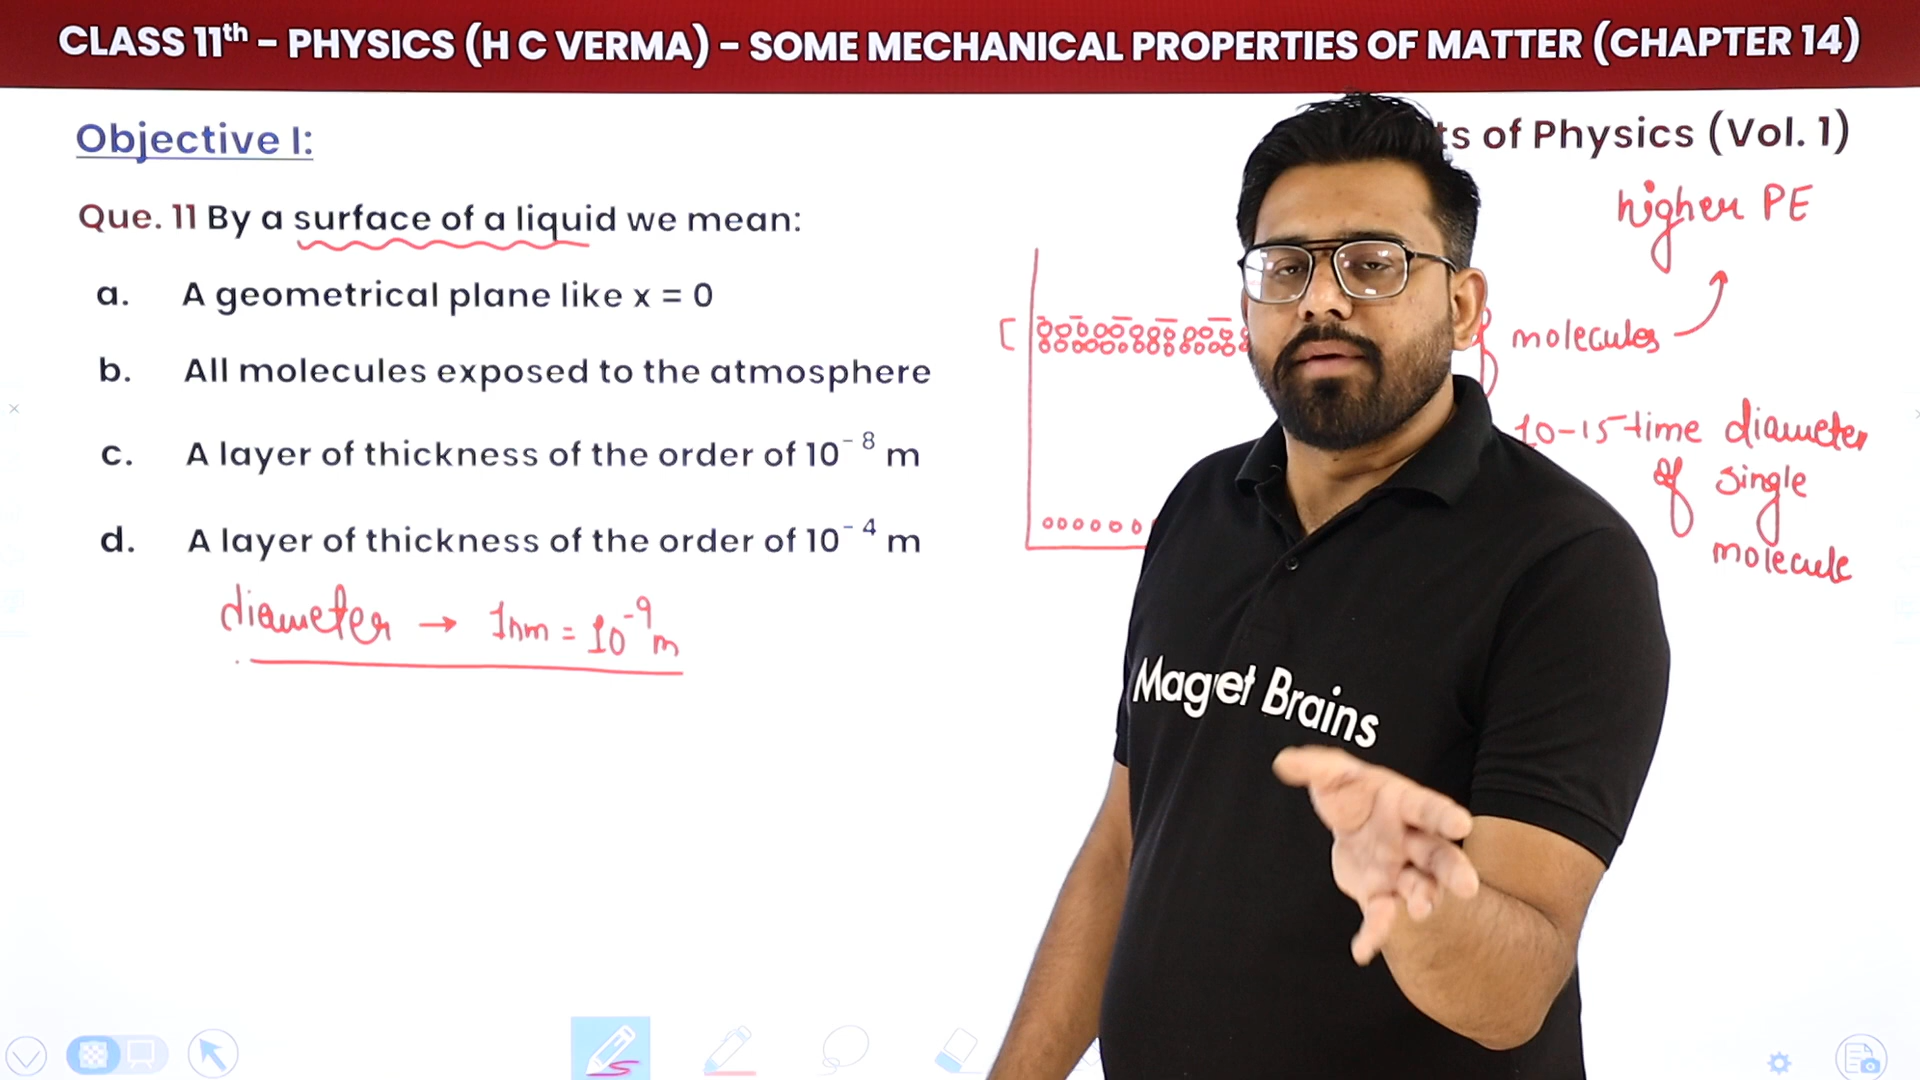 CLASS 11th – PHYSICS (H C VERMA) – SOME MECHANICAL PROPERTIES OF MATTER (CHAPTER 14)
Objective I:
ts of Physics (Vol. 1)
Que. 11 By a surface of a liquid we mean:
a. A geometrical plane like x = 0
b. All molecules exposed to the atmosphere
c. A layer of thickness of the order of 10⁻⁸ m
d. A layer of thickness of the order of 10⁻⁴ m
diameter → 1nm = 10⁻⁹ m
higher PE
of molecules
10-15 time diameter
of single
molecule
Magnet Brains